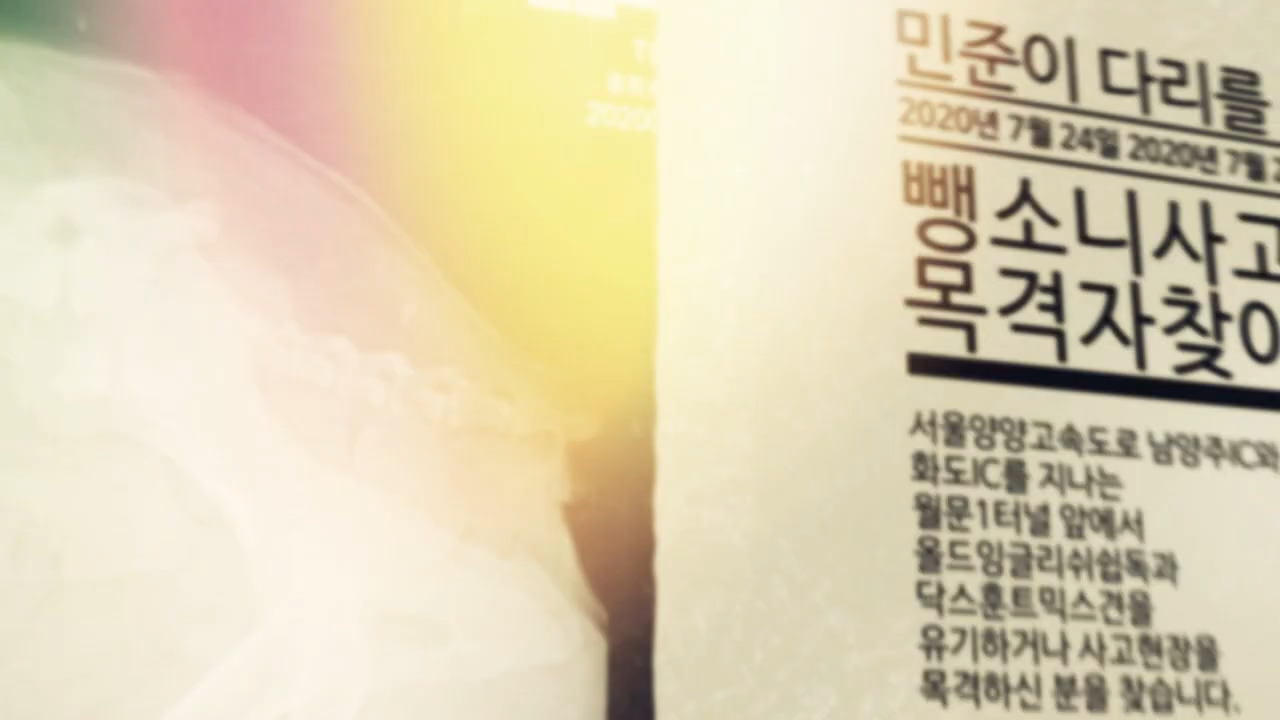 민준이 다리를
2020년 7월 24일 2020년 7월
뺑소니사고
목격자찾
서울양양고속도로 남양주IC와
화도IC를 지나는
월문1터널 앞에서
올드잉글리쉬쉽독과
닥스훈트믹스견을
유기하거나 사고현장을
목격하신 분을 찾습니다.